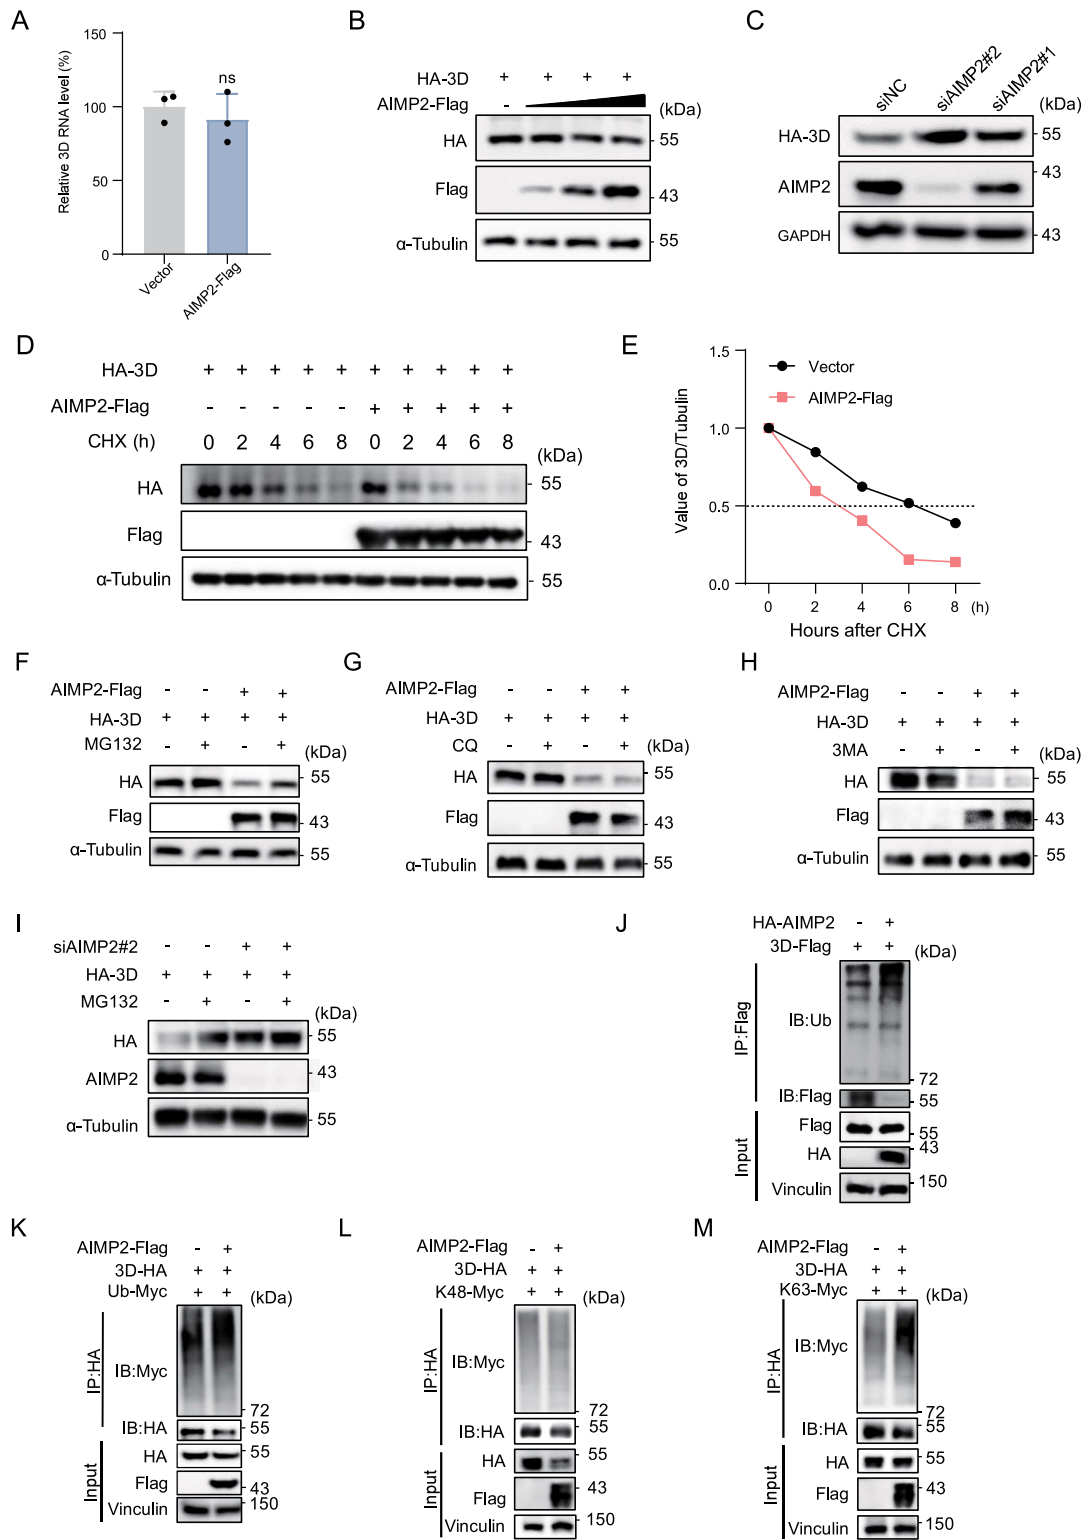 A
150
100
50
0
Relative 3D RNA level (%)
ns
Vector
AIMP2-Flag
B
HA-3D + + + +
AIMP2-Flag -
(kDa)
HA
55
Flag
43
α-Tubulin
55
C
siNC
siAIMP2#2
siAIMP2#1
(kDa)
HA-3D
55
43
AIMP2
GAPDH
43
D
HA-3D + + + + + + + + + +
AIMP2-Flag - - - - - + + + + +
CHX (h) 0 2 4 6 8 0 2 4 6 8
(kDa)
HA
55
Flag
43
α-Tubulin
55
E
1.5
1.0
0.5
0.0
Value of 3D/Tubulin
Vector
AIMP2-Flag
0 2 4 6 8 (h)
Hours after CHX
F
AIMP2-Flag - - + +
HA-3D + + + +
MG132 - + - +
(kDa)
HA
55
Flag
43
α-Tubulin
55
G
AIMP2-Flag - - + +
HA-3D + + + +
CQ - + - +
(kDa)
HA
55
Flag
43
α-Tubulin
55
H
AIMP2-Flag - - + +
HA-3D + + + +
3MA - + - +
(kDa)
HA
55
Flag
43
α-Tubulin
55
I
siAIMP2#2 - - + +
HA-3D + + + +
MG132 - + - +
(kDa)
HA
55
AIMP2
43
α-Tubulin
55
J
HA-AIMP2 - +
3D-Flag + +
(kDa)
IP:Flag
IB:Ub
72
IB:Flag
55
Input
Flag
55
43
HA
150
Vinculin
K
AIMP2-Flag - +
3D-HA + +
Ub-Myc + +
(kDa)
IP:HA
IB:Myc
72
IB:HA
55
Input
HA
55
Flag
43
150
Vinculin
L
AIMP2-Flag - +
3D-HA + +
K48-Myc + +
(kDa)
IP:HA
IB:Myc
72
IB:HA
55
Input
HA
55
43
Flag
150
Vinculin
M
AIMP2-Flag - +
3D-HA + +
K63-Myc + +
(kDa)
IP:HA
IB:Myc
72
IB:HA
55
Input
HA
55
43
Flag
150
Vinculin